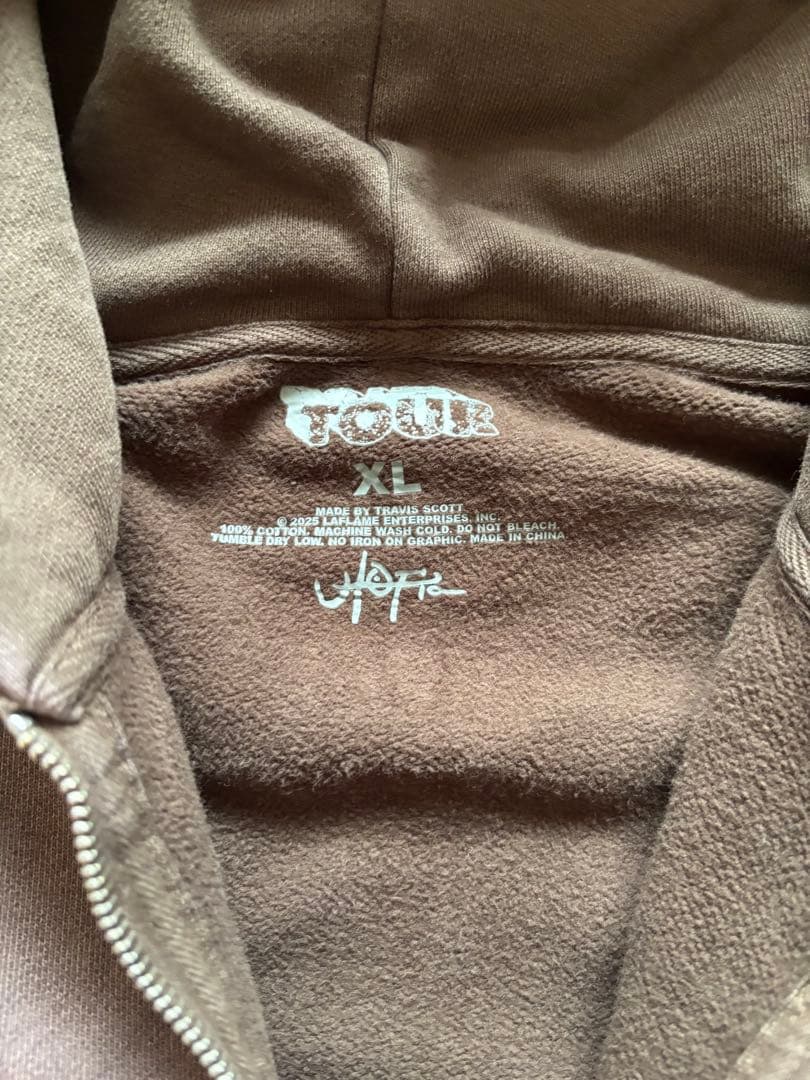 TOUR
XL
MADE BY TRAVIS SCOTT
© 2025 LAFLAME ENTERPRISES, INC.
100% COTTON. MACHINE WASH COLD. DO NOT BLEACH.
TUMBLE DRY LOW. NO IRON ON GRAPHIC. MADE IN CHINA
UTOPIA